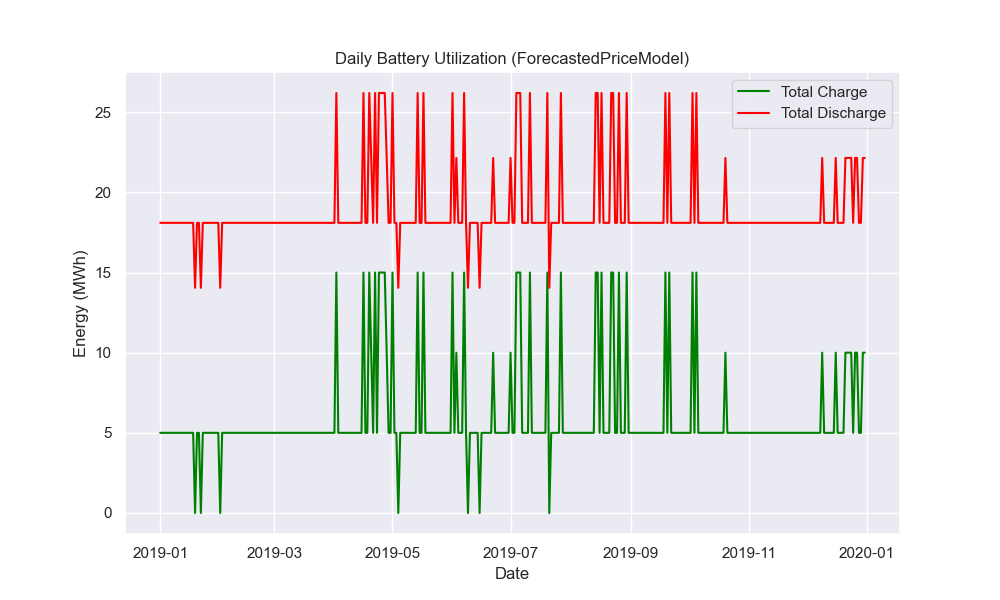 Daily Battery Utilization (ForecastedPriceModel)
Total Charge
Total Discharge
Energy (MWh)
25
20
15
10
5
0
2019-01
2019-03
2019-05
2019-07
2019-09
2019-11
2020-01
Date